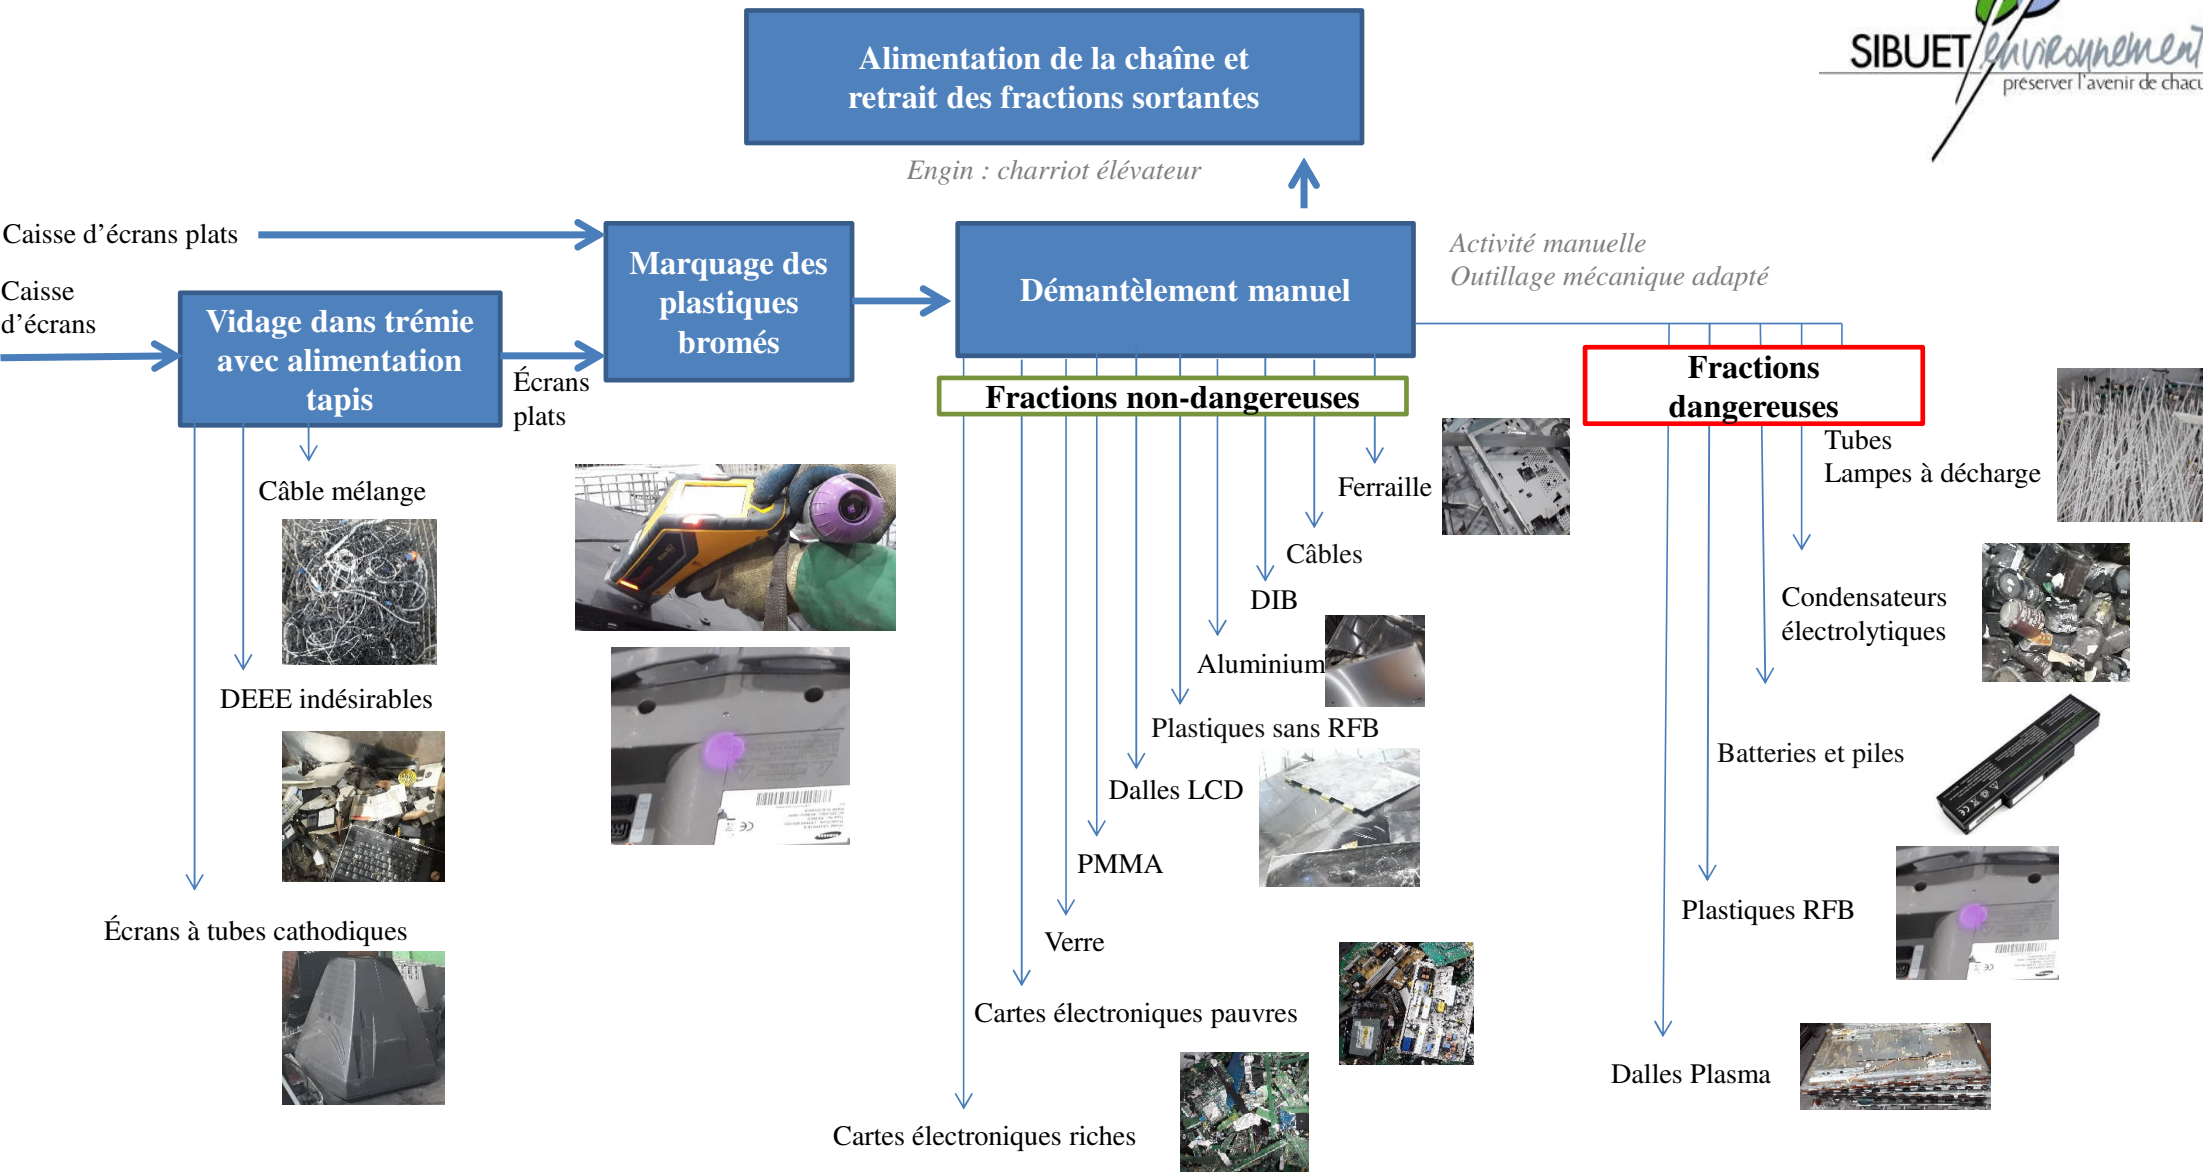 SIBUET environnement
préserver l'avenir de chacu
Alimentation de la chaîne et
retrait des fractions sortantes
Engin : charriot élévateur
Caisse d'écrans plats
Caisse
d'écrans
Vidage dans trémie
avec alimentation
tapis
Écrans
plats
Marquage des
plastiques
bromés
Démantèlement manuel
Activité manuelle
Outillage mécanique adapté
Fractions non-dangereuses
Fractions
dangereuses
Câble mélange
DEEE indésirables
Écrans à tubes cathodiques
Ferraille
Câbles
DIB
Aluminium
Plastiques sans RFB
Dalles LCD
PMMA
Verre
Cartes électroniques pauvres
Cartes électroniques riches
Tubes
Lampes à décharge
Condensateurs
électrolytiques
Batteries et piles
Plastiques RFB
Dalles Plasma